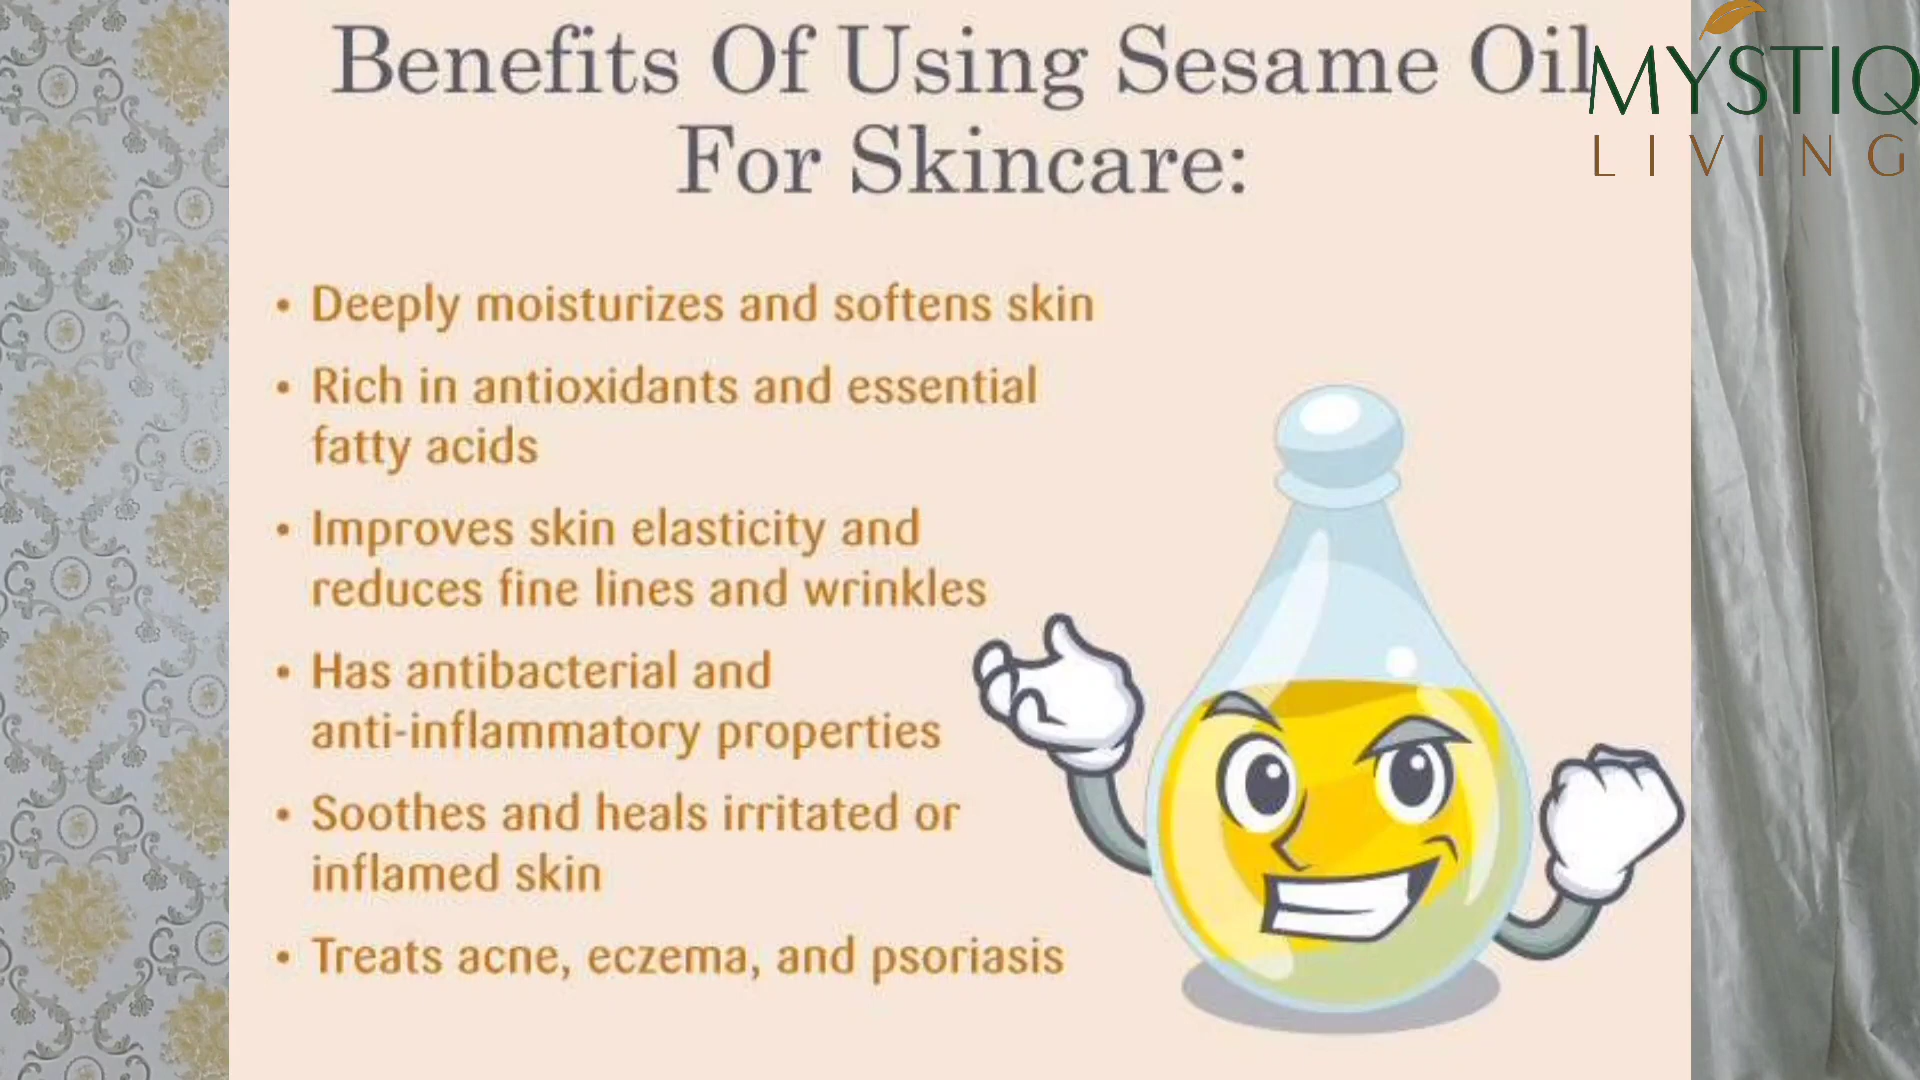 Benefits Of Using Sesame Oil
For Skincare:
MYSTIQ
LIVING
• Deeply moisturizes and softens skin
• Rich in antioxidants and essential
fatty acids
• Improves skin elasticity and
reduces fine lines and wrinkles
• Has antibacterial and
anti-inflammatory properties
• Soothes and heals irritated or
inflamed skin
• Treats acne, eczema, and psoriasis